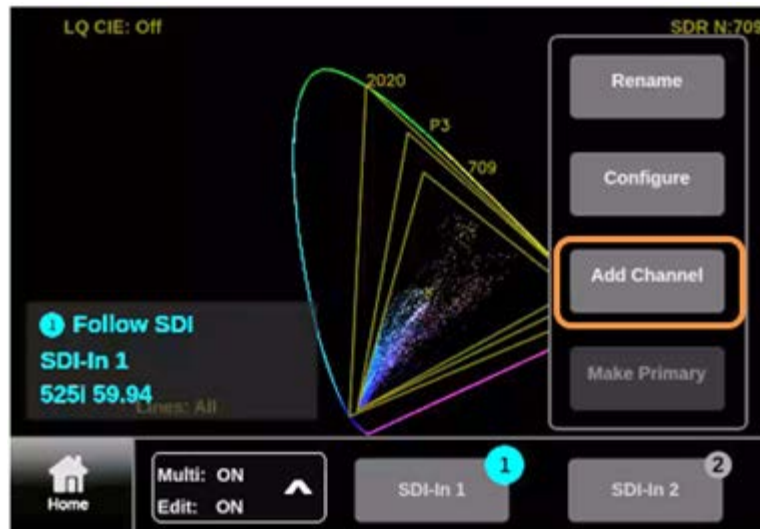 LQ CIE: Off
SDR N:709
2020
P3
709
Rename
Configure
Add Channel
Make Primary
1 Follow SDI
SDI-In 1
525i 59.94
Lines: All
Home
Multi: ON
Edit: ON
SDI-In 1
1
SDI-In 2
2